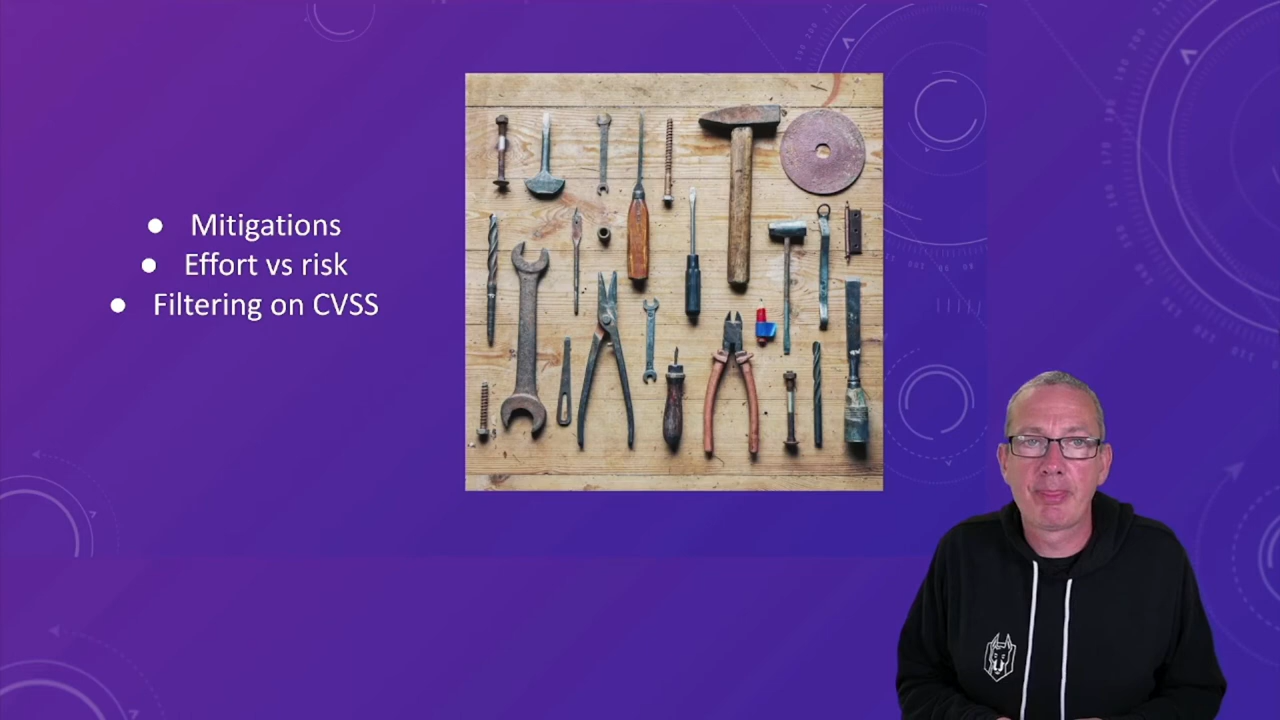 ● Mitigations
● Effort vs risk
● Filtering on CVSS